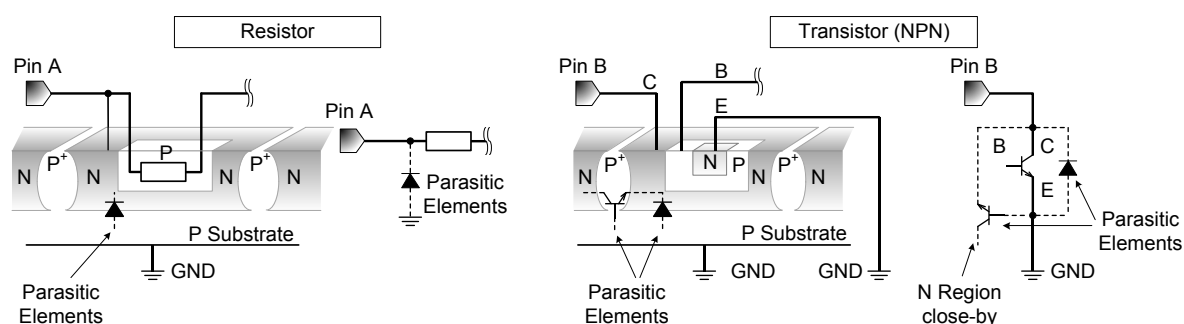 Resistor
Pin A
N
P+
N
P
N
P+
N
Parasitic
Elements
P Substrate
GND
Pin A
Parasitic
Elements
Transistor (NPN)
Pin B
C
B
E
N
P+
N
N
P
N
P+
N
P Substrate
Parasitic
Elements
GND
GND
Pin B
B
C
E
Parasitic
Elements
GND
N Region
close-by